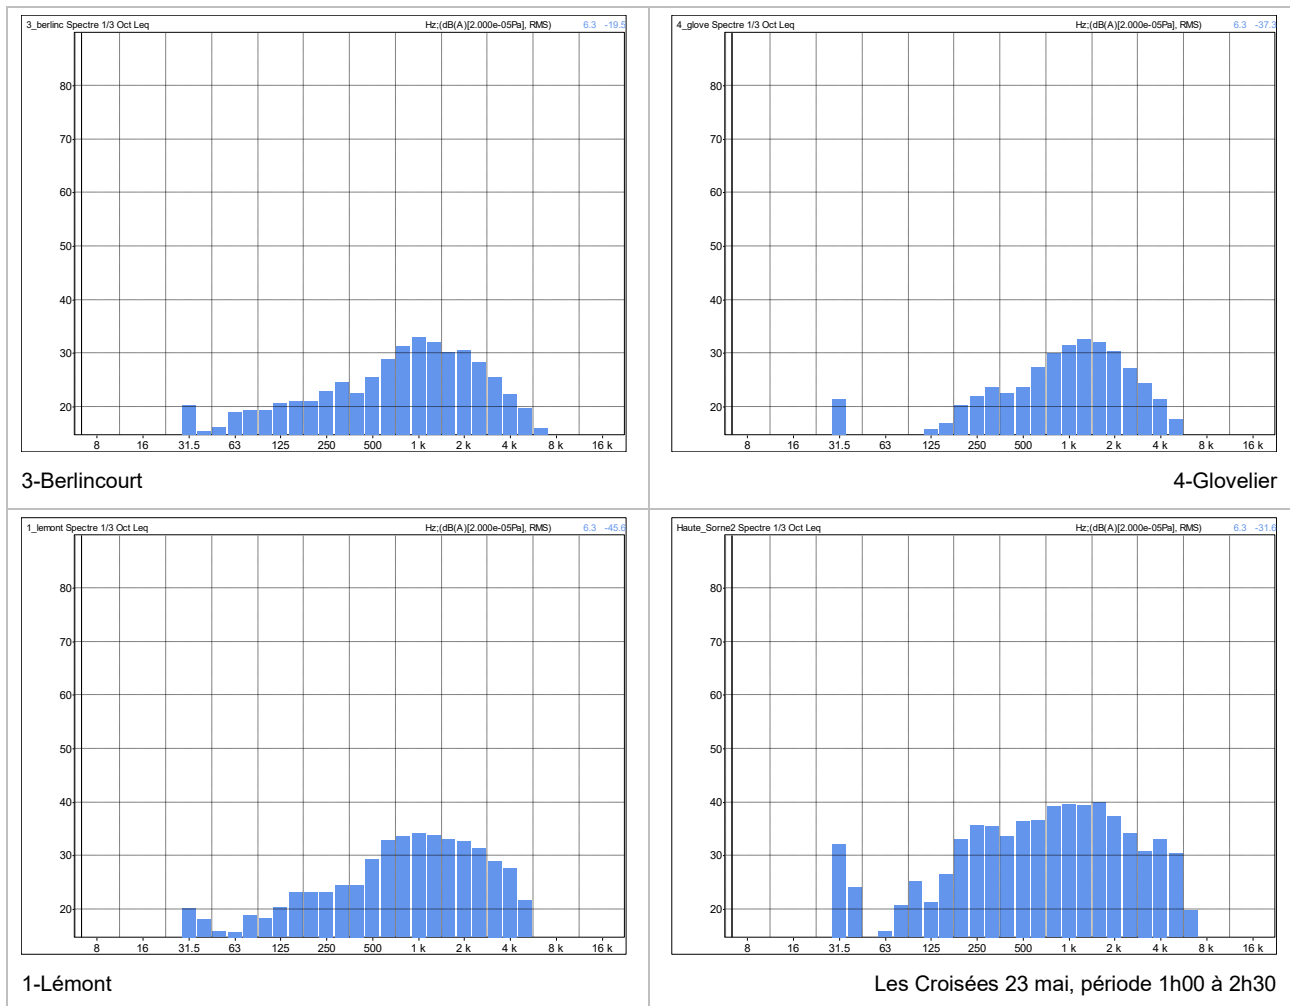 3_berlinc Spectre 1/3 Oct Leq Hz;(dB(A)[2.000e-05Pa], RMS) 6.3 -19.5
80
70
60
50
40
30
20
8 16 31.5 63 125 250 500 1 k 2 k 4 k 8 k 16 k
3-Berlincourt
4_glove Spectre 1/3 Oct Leq Hz;(dB(A)[2.000e-05Pa], RMS) 6.3 -37.3
80
70
60
50
40
30
20
8 16 31.5 63 125 250 500 1 k 2 k 4 k 8 k 16 k
4-Glovelier
1_lemont Spectre 1/3 Oct Leq Hz;(dB(A)[2.000e-05Pa], RMS) 6.3 -45.6
80
70
60
50
40
30
20
8 16 31.5 63 125 250 500 1 k 2 k 4 k 8 k 16 k
1-Lémont
Haute_Sorne2 Spectre 1/3 Oct Leq Hz;(dB(A)[2.000e-05Pa], RMS) 6.3 -31.6
80
70
60
50
40
30
20
8 16 31.5 63 125 250 500 1 k 2 k 4 k 8 k 16 k
Les Croisées 23 mai, période 1h00 à 2h30